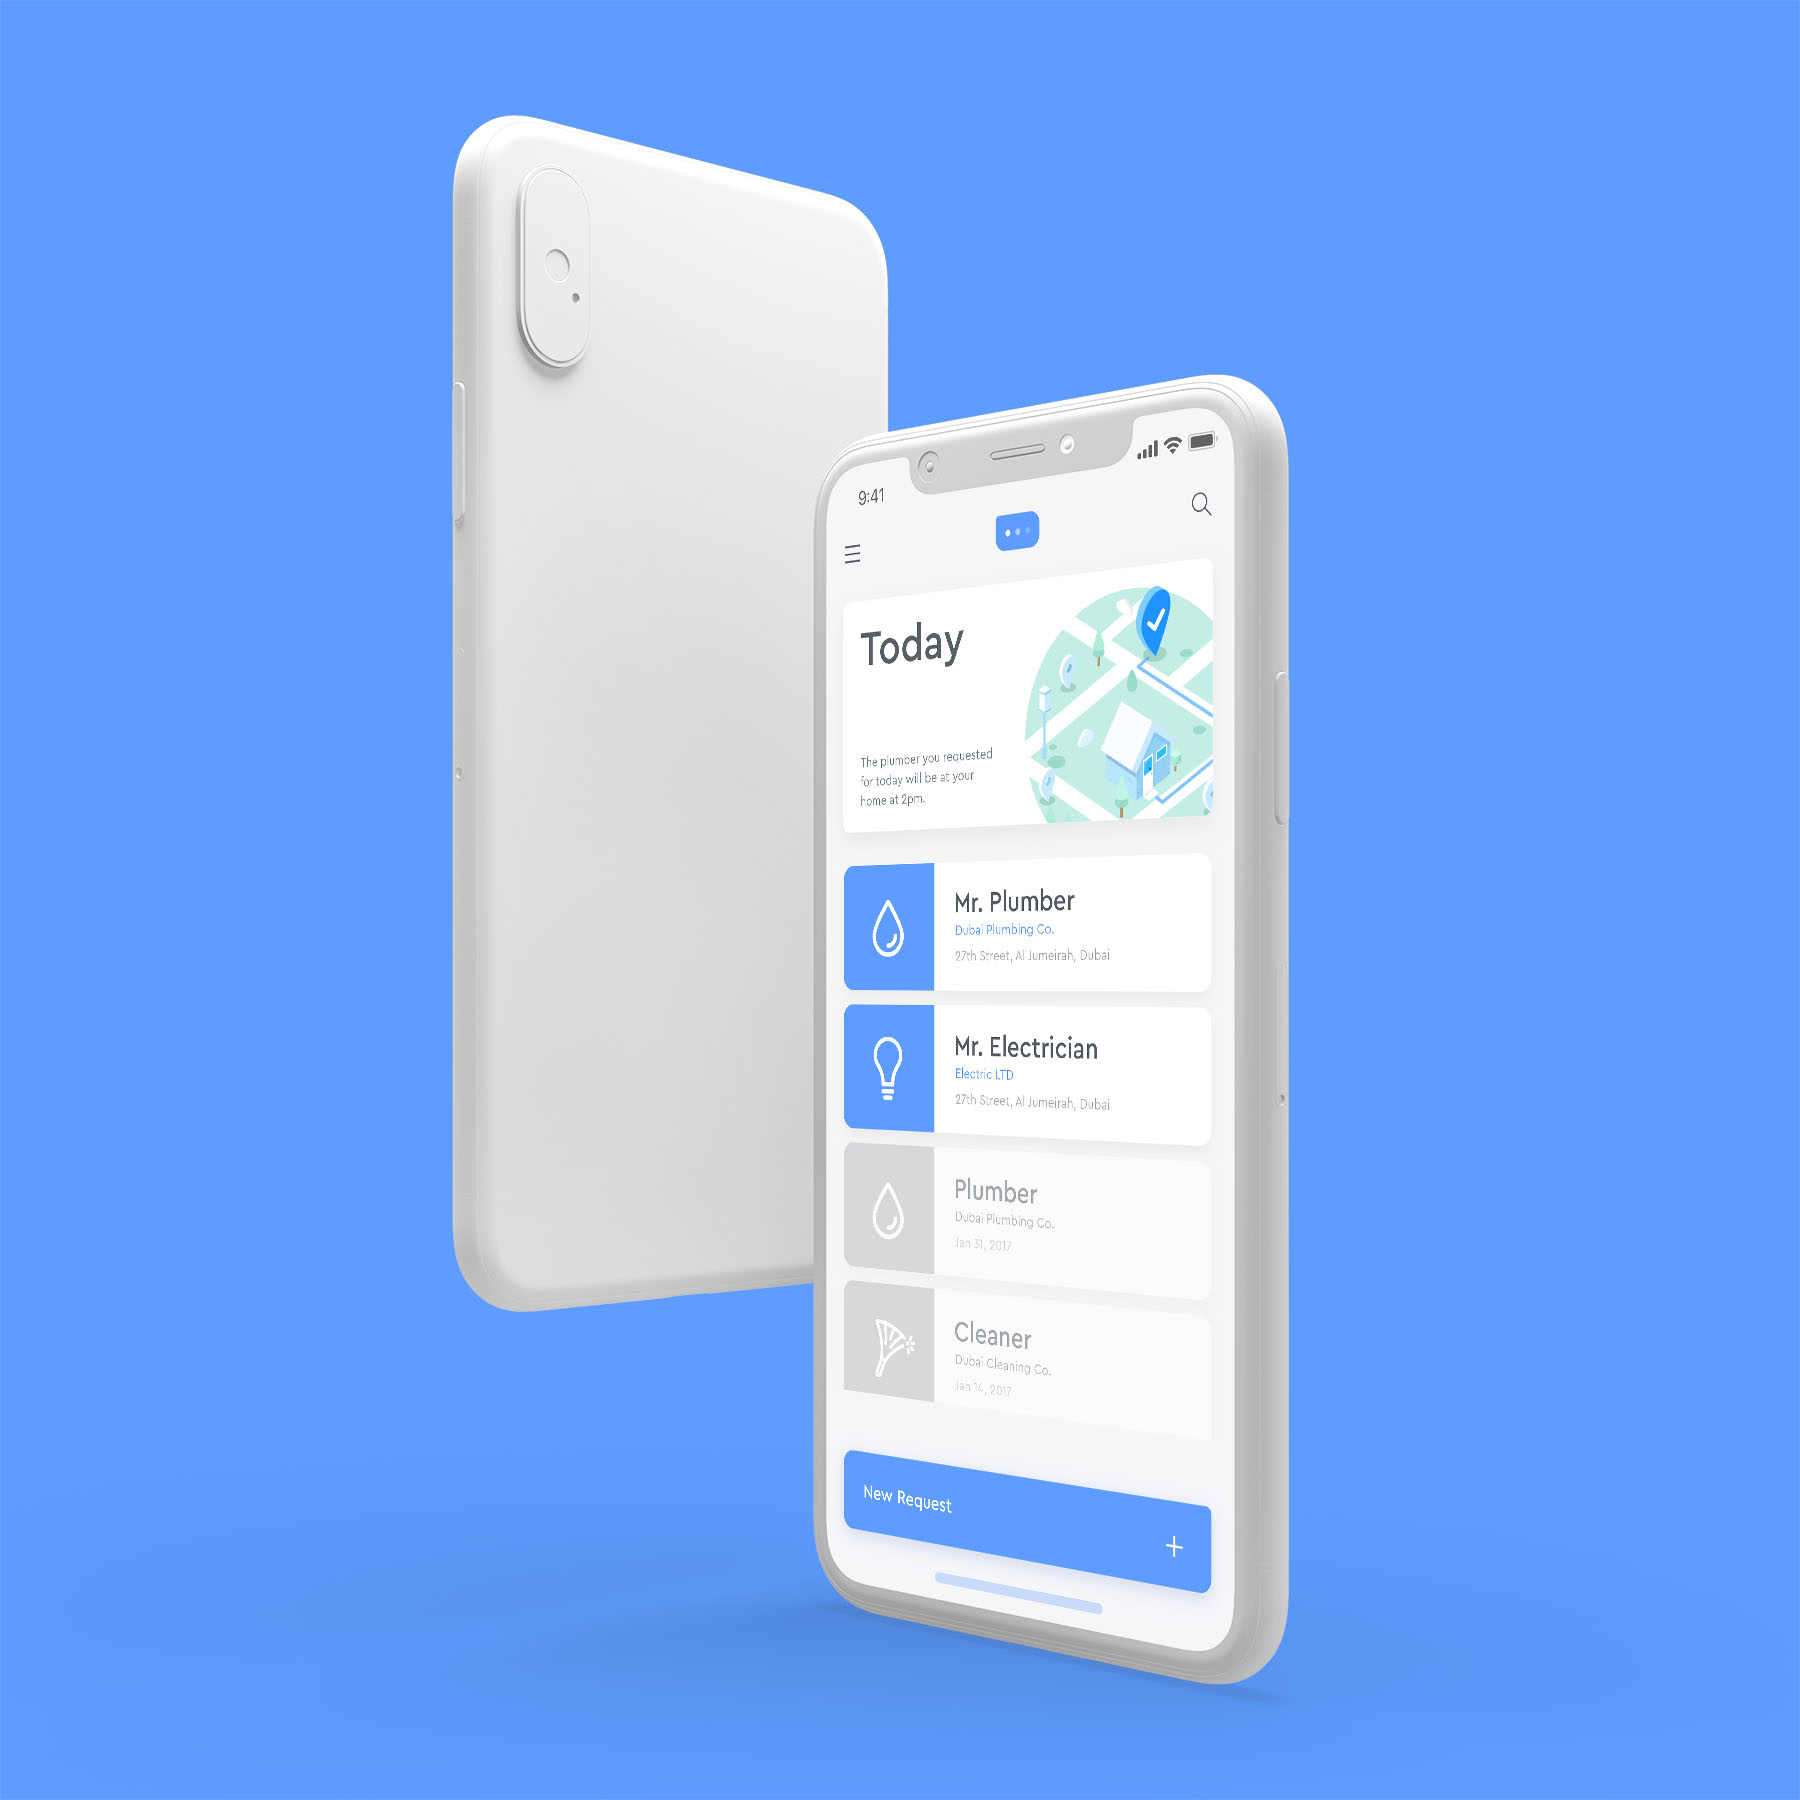 9:41
Today
The plumber you requested
for today will be at your
home at 2pm.
Mr. Plumber
Dubai Plumbing Co.
27th Street, Al Jumeirah, Dubai
Mr. Electrician
Electric LTD
27th Street, Al Jumeirah, Dubai
Plumber
Dubai Plumbing Co.
Jan 31, 2017
Cleaner
Dubai Cleaning Co.
Jan 14, 2017
New Request